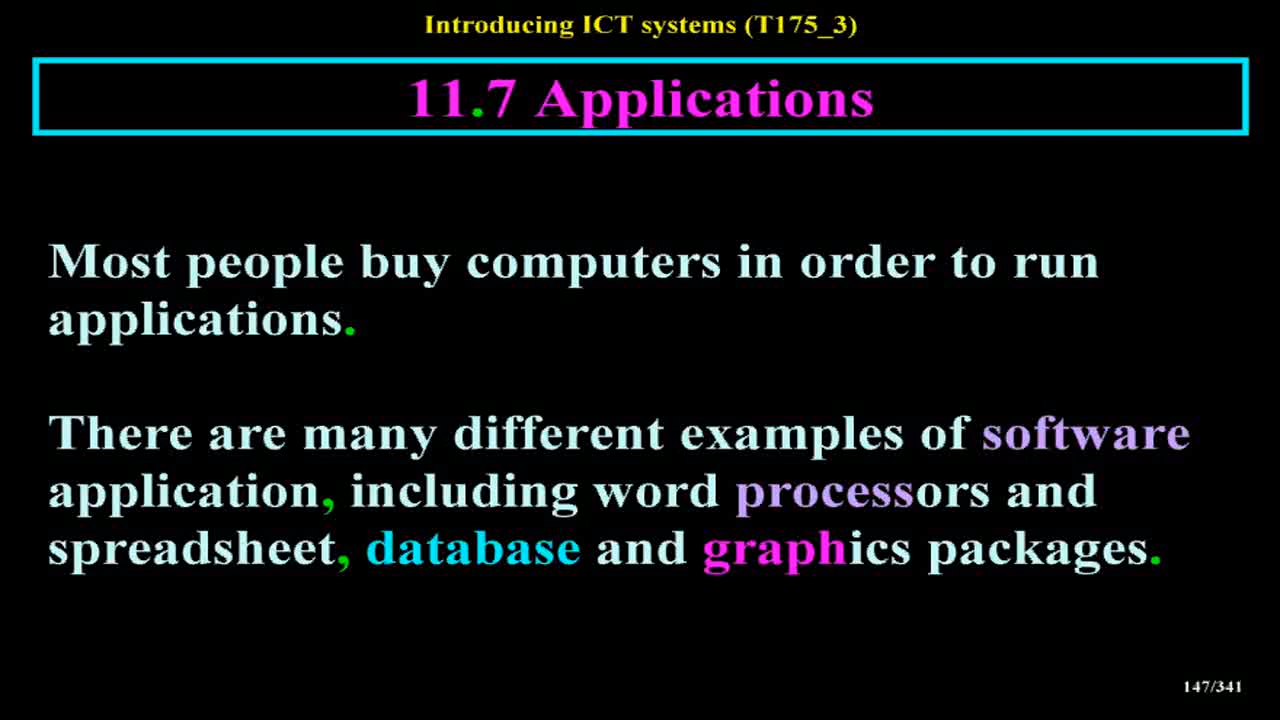 Introducing ICT systems (T175_3)
11.7 Applications
Most people buy computers in order to run
applications.
There are many different examples of software
application, including word processors and
spreadsheet, database and graphics packages.
147/341